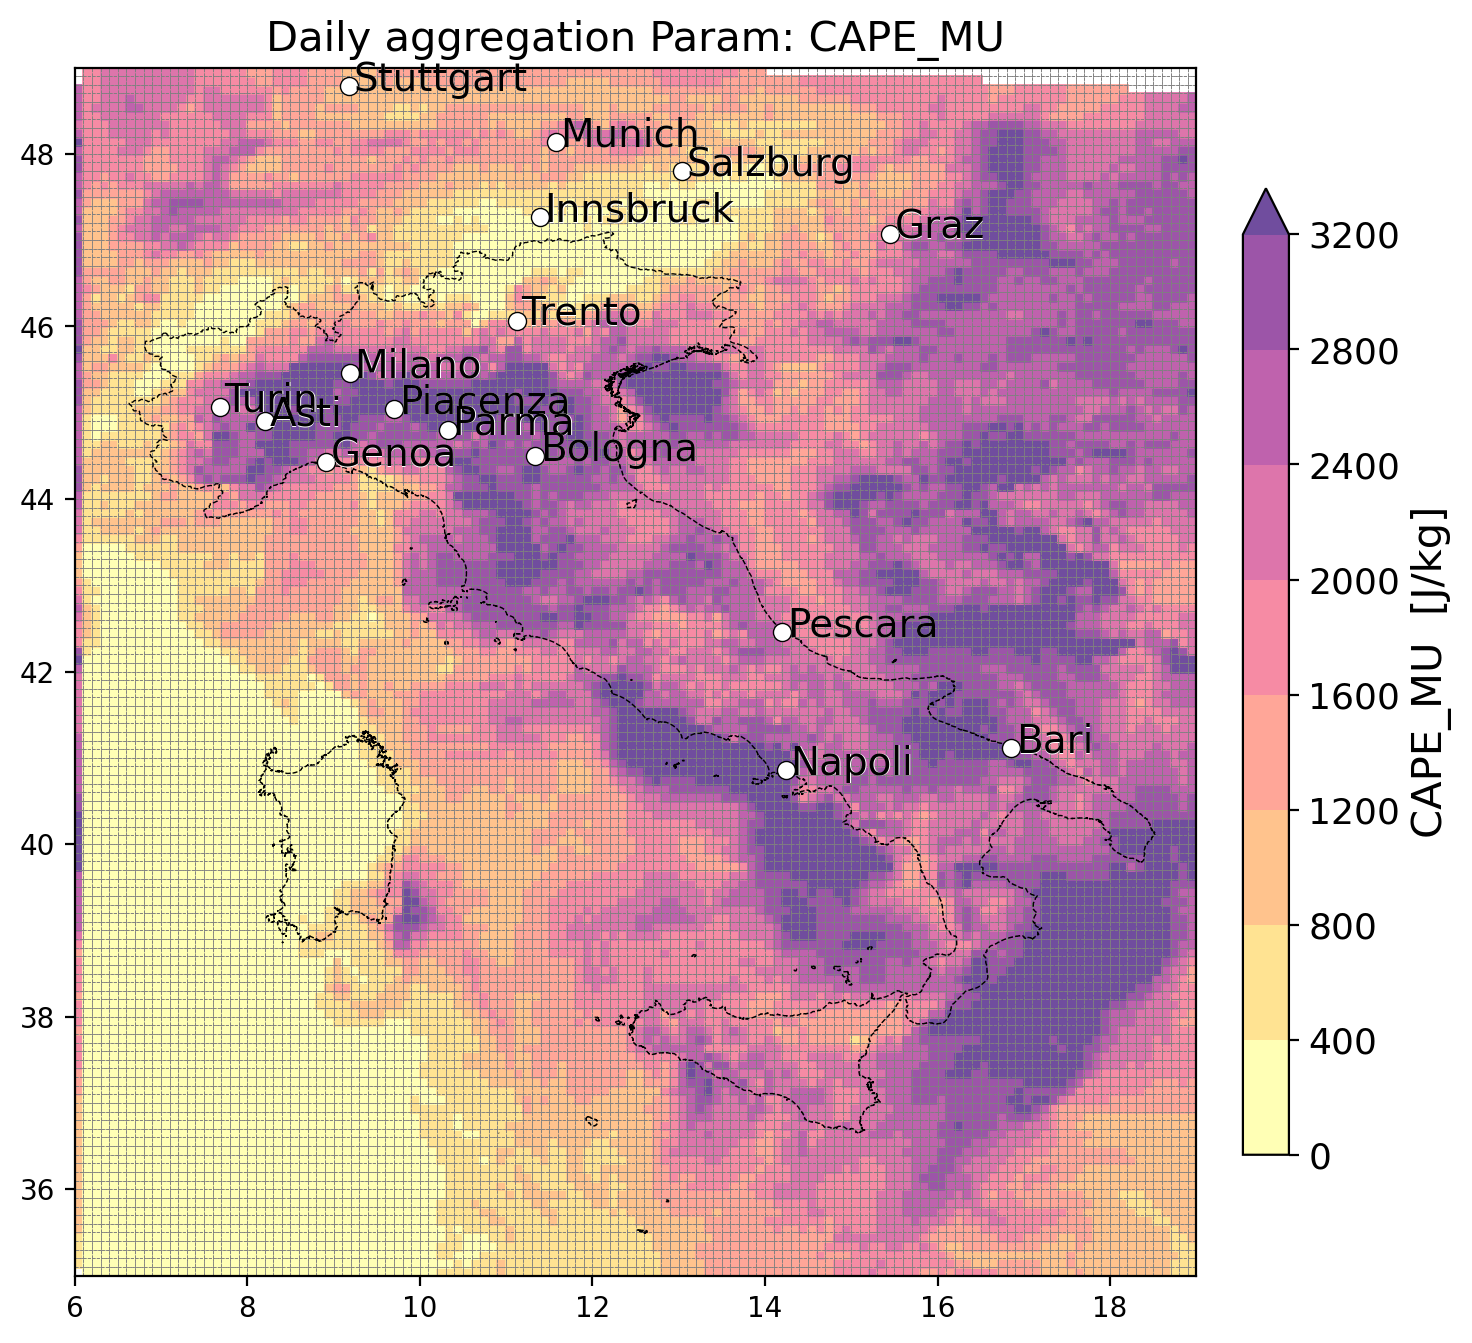 Daily aggregation Param: CAPE_MU
Stuttgart
Munich
Salzburg
Innsbruck
Graz
Trento
Milano
Turin
Asti
Piacenza
Parma
Bologna
Genoa
Pescara
Bari
Napoli
48
46
44
42
40
38
36
6
8
10
12
14
16
18
3200
2800
2400
2000
1600
1200
800
400
0
CAPE_MU [J/kg]